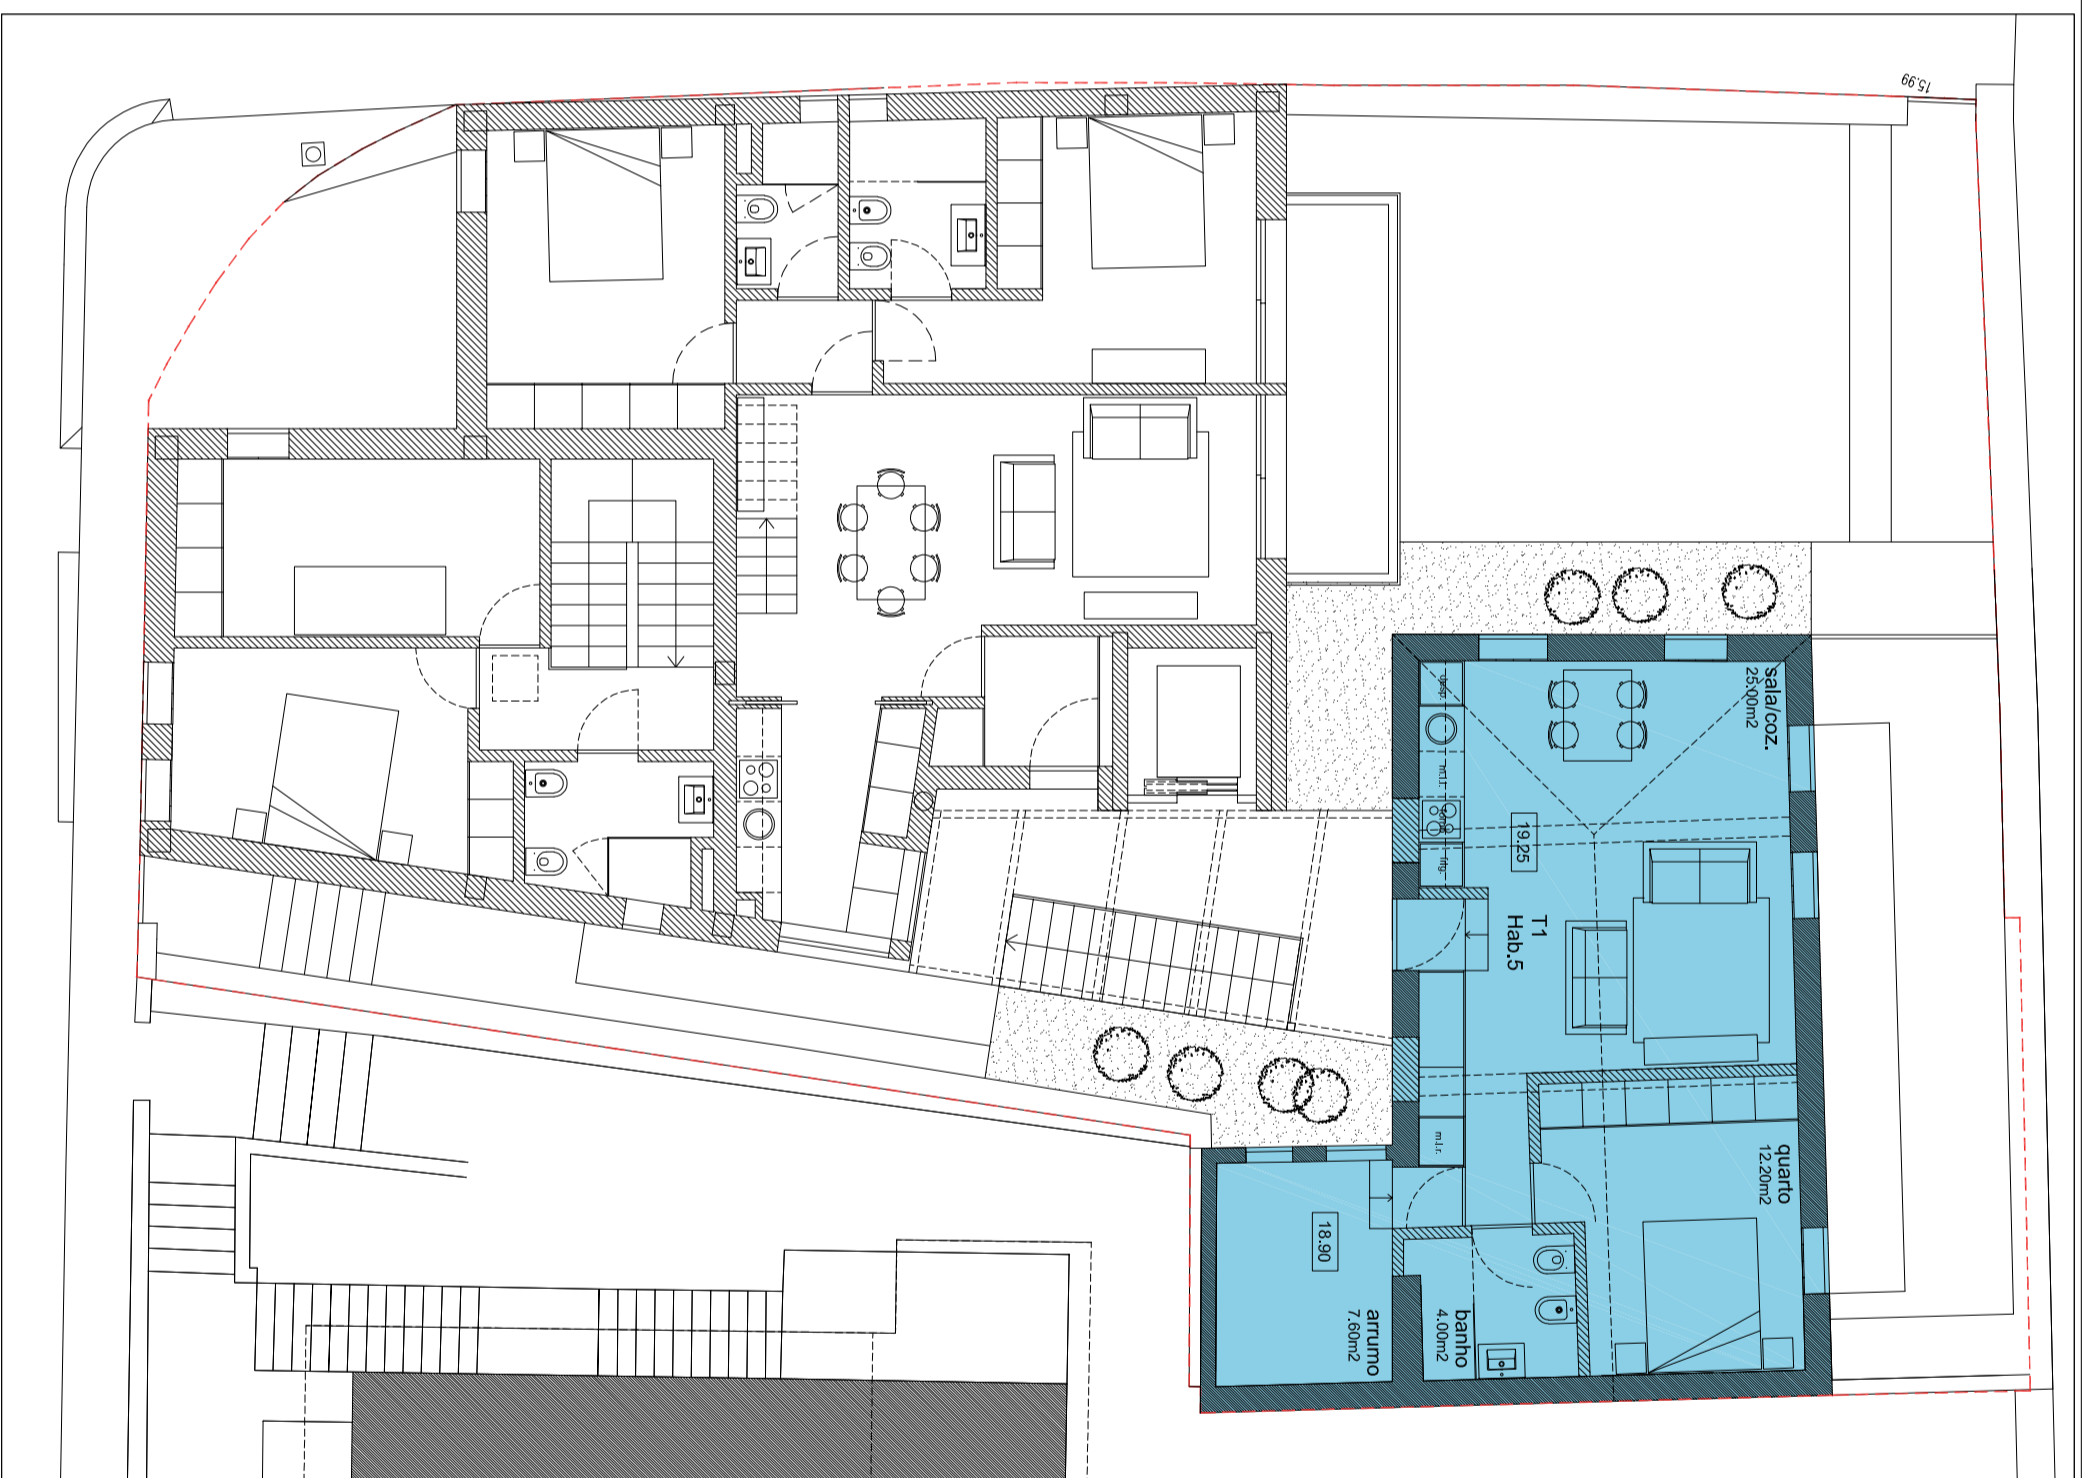 15.99
sala/coz.
25.00m2
desp.
m.l.l.
frig.
19.25
T1
Hab.5
m.l.r.
quarto
12.20m2
18.90
banho
4.00m2
arrumo
7.60m2